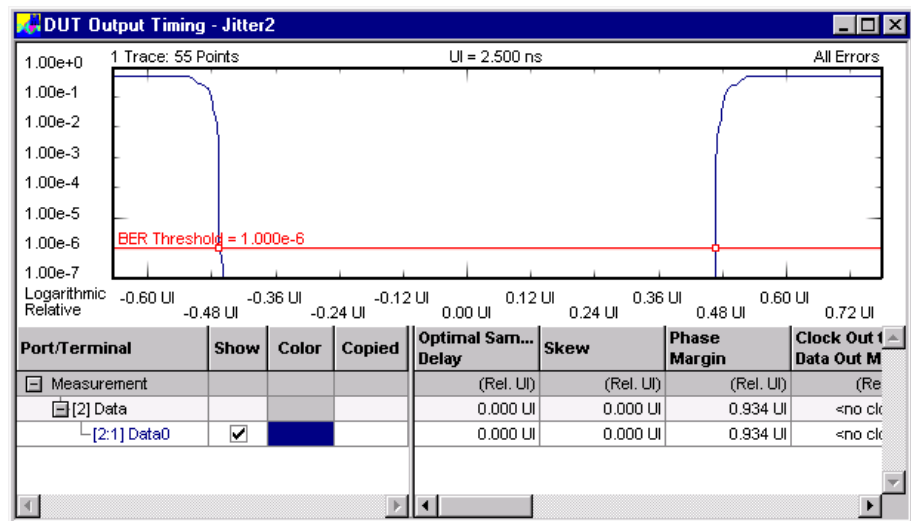 DUT Output Timing - Jitter2
1 Trace: 55 Points UI = 2.500 ns All Errors
1.00e+0
1.00e-1
1.00e-2
1.00e-3
1.00e-4
1.00e-5
1.00e-6
BER Threshold = 1.000e-6
1.00e-7
Logarithmic
Relative
-0.60 UI -0.36 UI -0.12 UI 0.12 UI 0.36 UI 0.60 UI
-0.48 UI -0.24 UI 0.00 UI 0.24 UI 0.48 UI 0.72 UI
Port/Terminal Show Color Copied Optimal Sam... Delay Skew Phase Margin Clock Out t Data Out M
Measurement (Rel. UI) (Rel. UI) (Rel. UI) (Re
[2] Data 0.000 UI 0.000 UI 0.934 UI <no clo
[2:1] Data0 0.000 UI 0.000 UI 0.934 UI <no clo